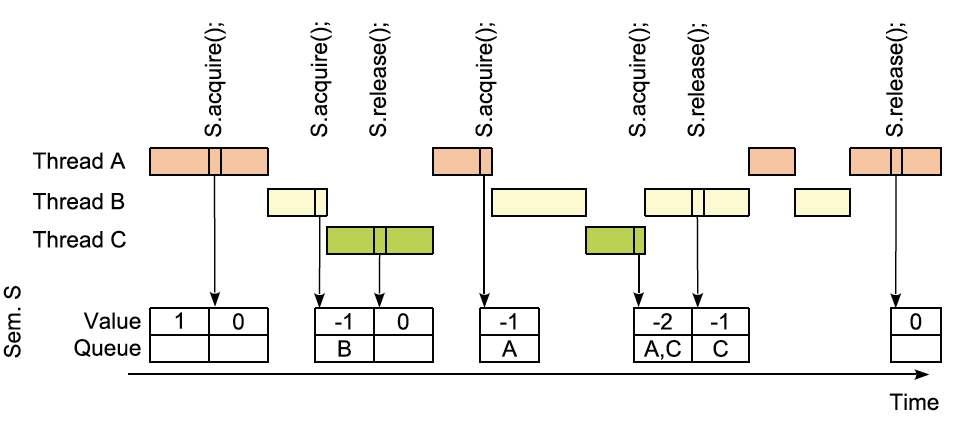 S.acquire();
S.acquire();
S.release();
S.acquire();
S.acquire();
S.release();
S.release();
Thread A
Thread B
Thread C
Sem. S
Value 1 0 -1 0 -1 -2 -1 0
Queue B A A,C C
Time